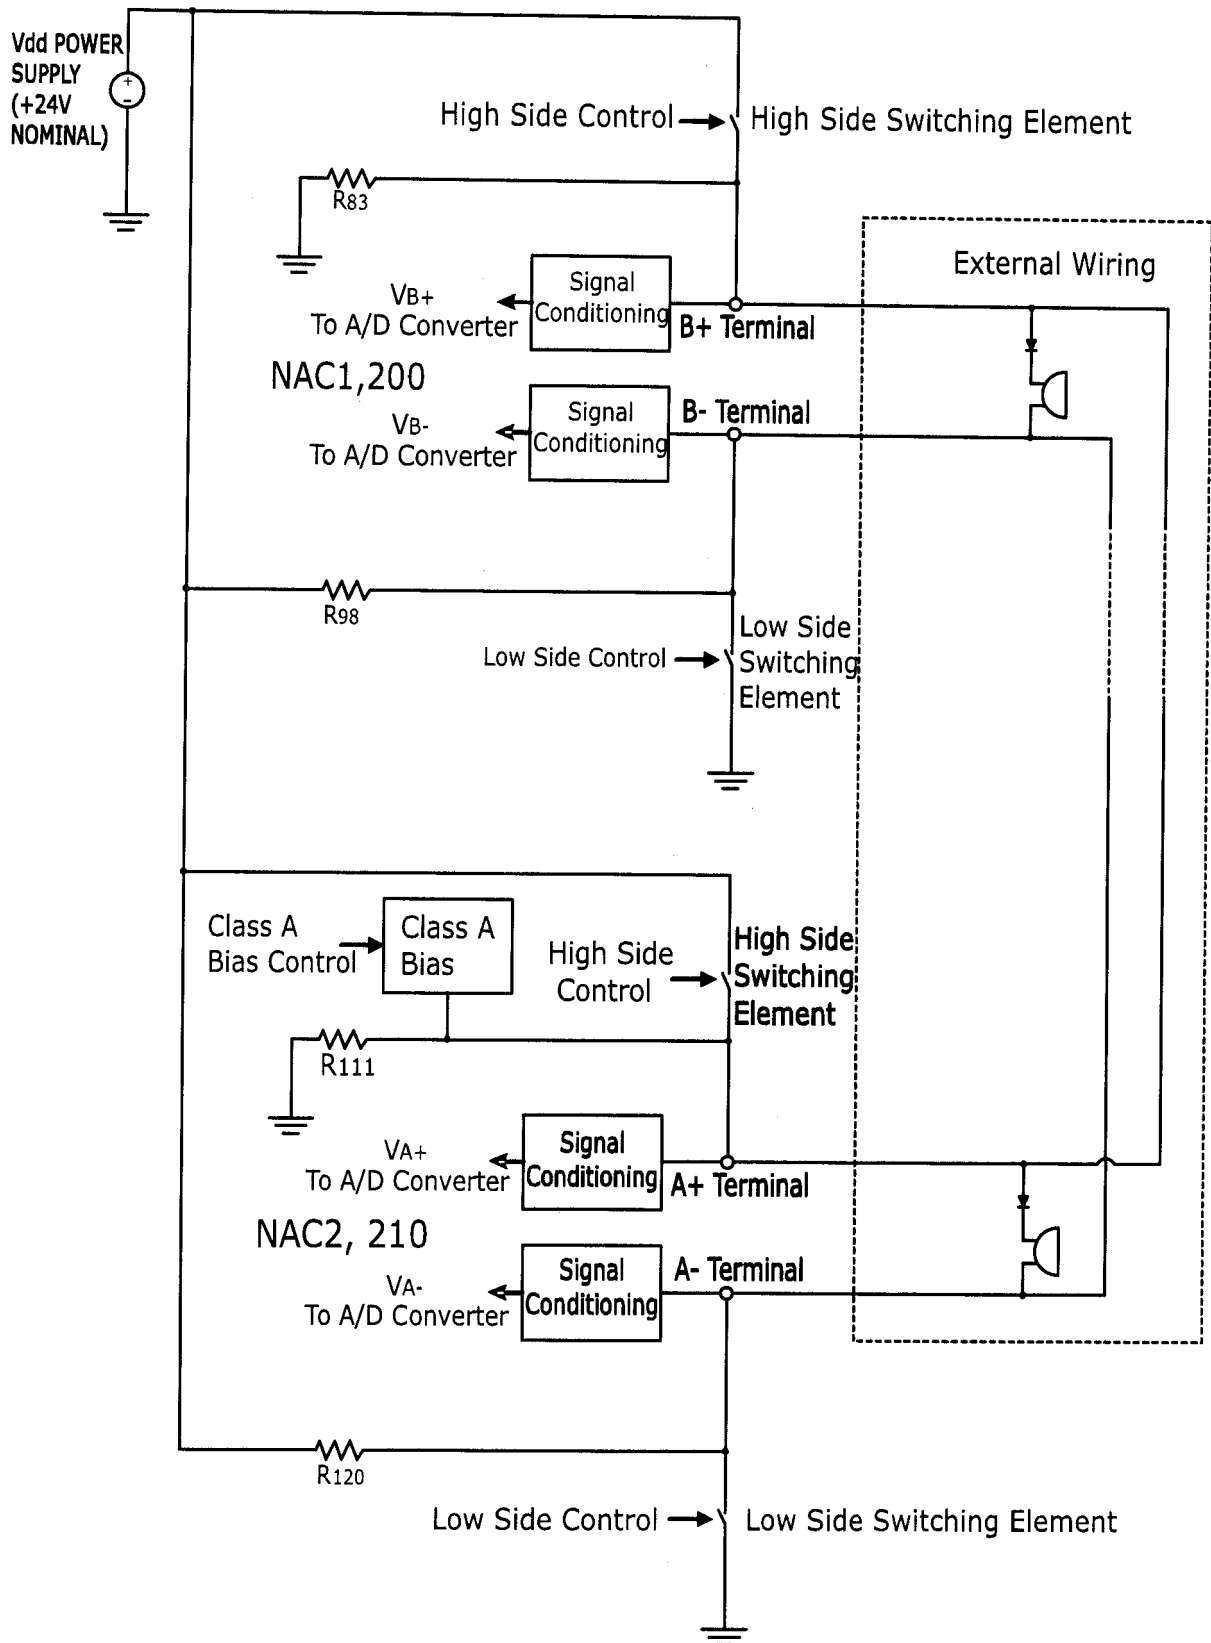 Vdd POWER
SUPPLY
(+24V
NOMINAL)
+
-
High Side Control
High Side Switching Element
R83
External Wiring
Signal
Conditioning
VB+
To A/D Converter
B+ Terminal
NAC1,200
Signal
Conditioning
B- Terminal
VB-
To A/D Converter
R98
Low Side
Switching
Element
Low Side Control
Class A
Bias Control
Class A
Bias
High Side
Control
High Side
Switching
Element
R111
Signal
Conditioning
VA+
To A/D Converter
A+ Terminal
NAC2, 210
Signal
Conditioning
A- Terminal
VA-
To A/D Converter
R120
Low Side Control
Low Side Switching Element